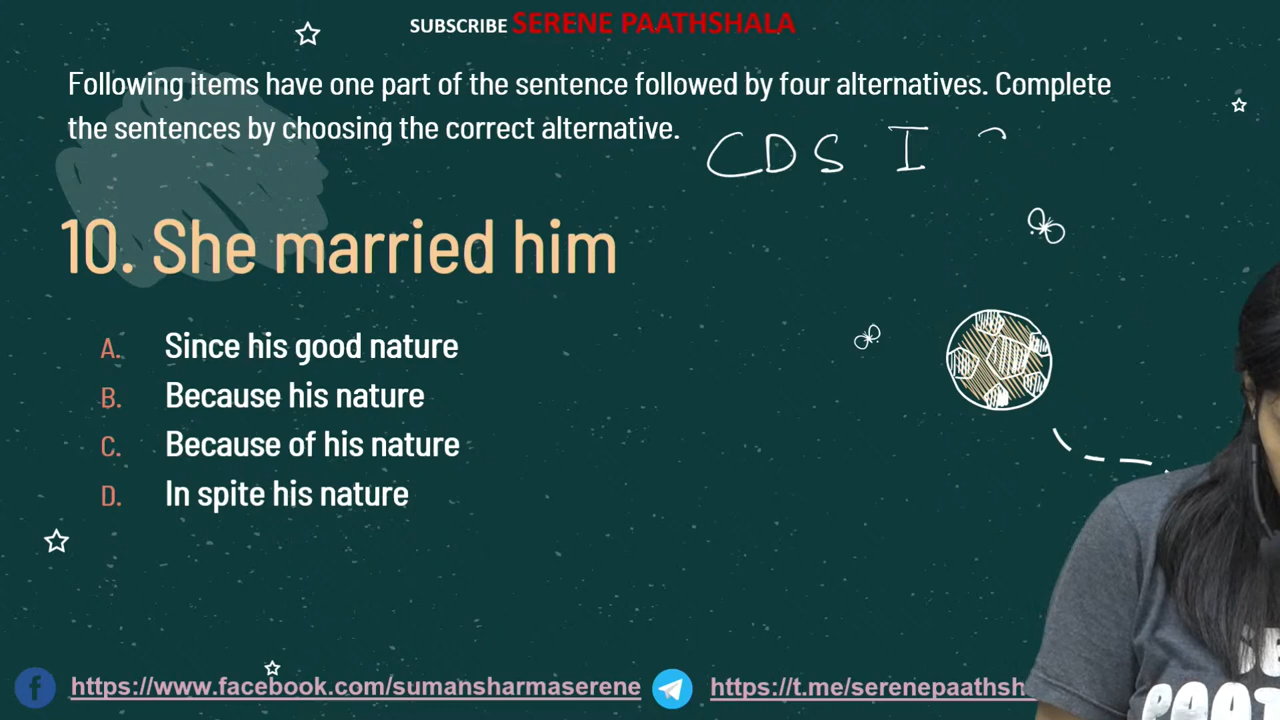 SUBSCRIBE SERENE PAATHSHALA
Following items have one part of the sentence followed by four alternatives. Complete
the sentences by choosing the correct alternative.
CDS I
10. She married him
A. Since his good nature
B. Because his nature
C. Because of his nature
D. In spite his nature
https://www.facebook.com/sumansharmaserene
https://t.me/serenepaathsh